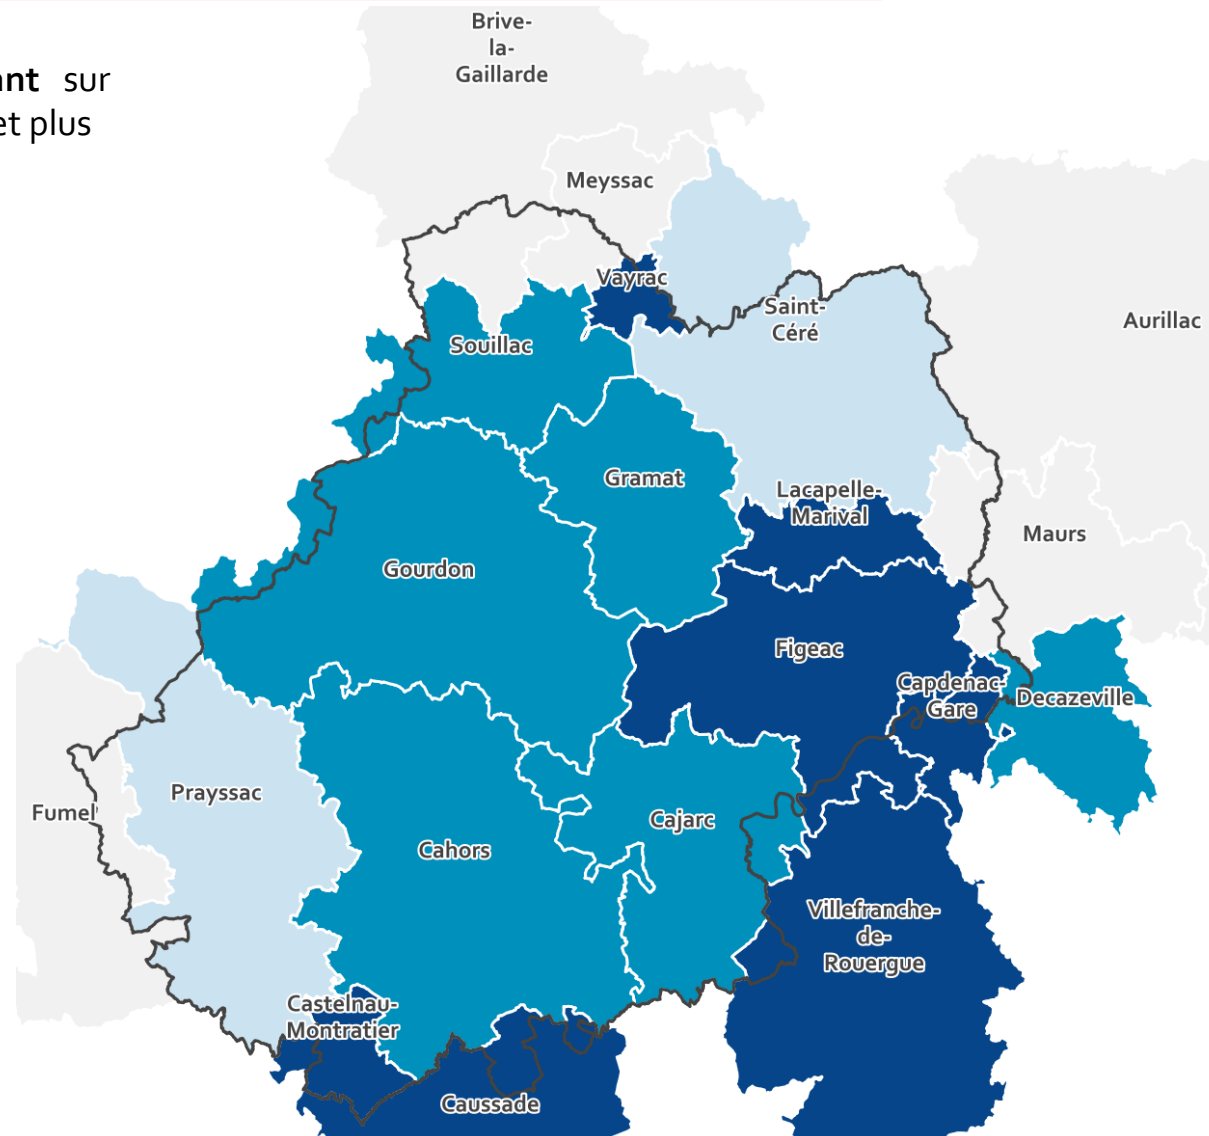 ant sur
et plus
Brive-
la-
Gaillarde
Meyssac
Vayrac
Saint-
Céré
Aurillac
Souillac
Gramat
Lacapelle-
Marival
Maurs
Gourdon
Figeac
Capdenac-
Gare
Decazeville
Prayssac
Fumel
Cajarc
Cahors
Villefranche-
de-
Rouergue
Castelnau-
Montratier
Caussade